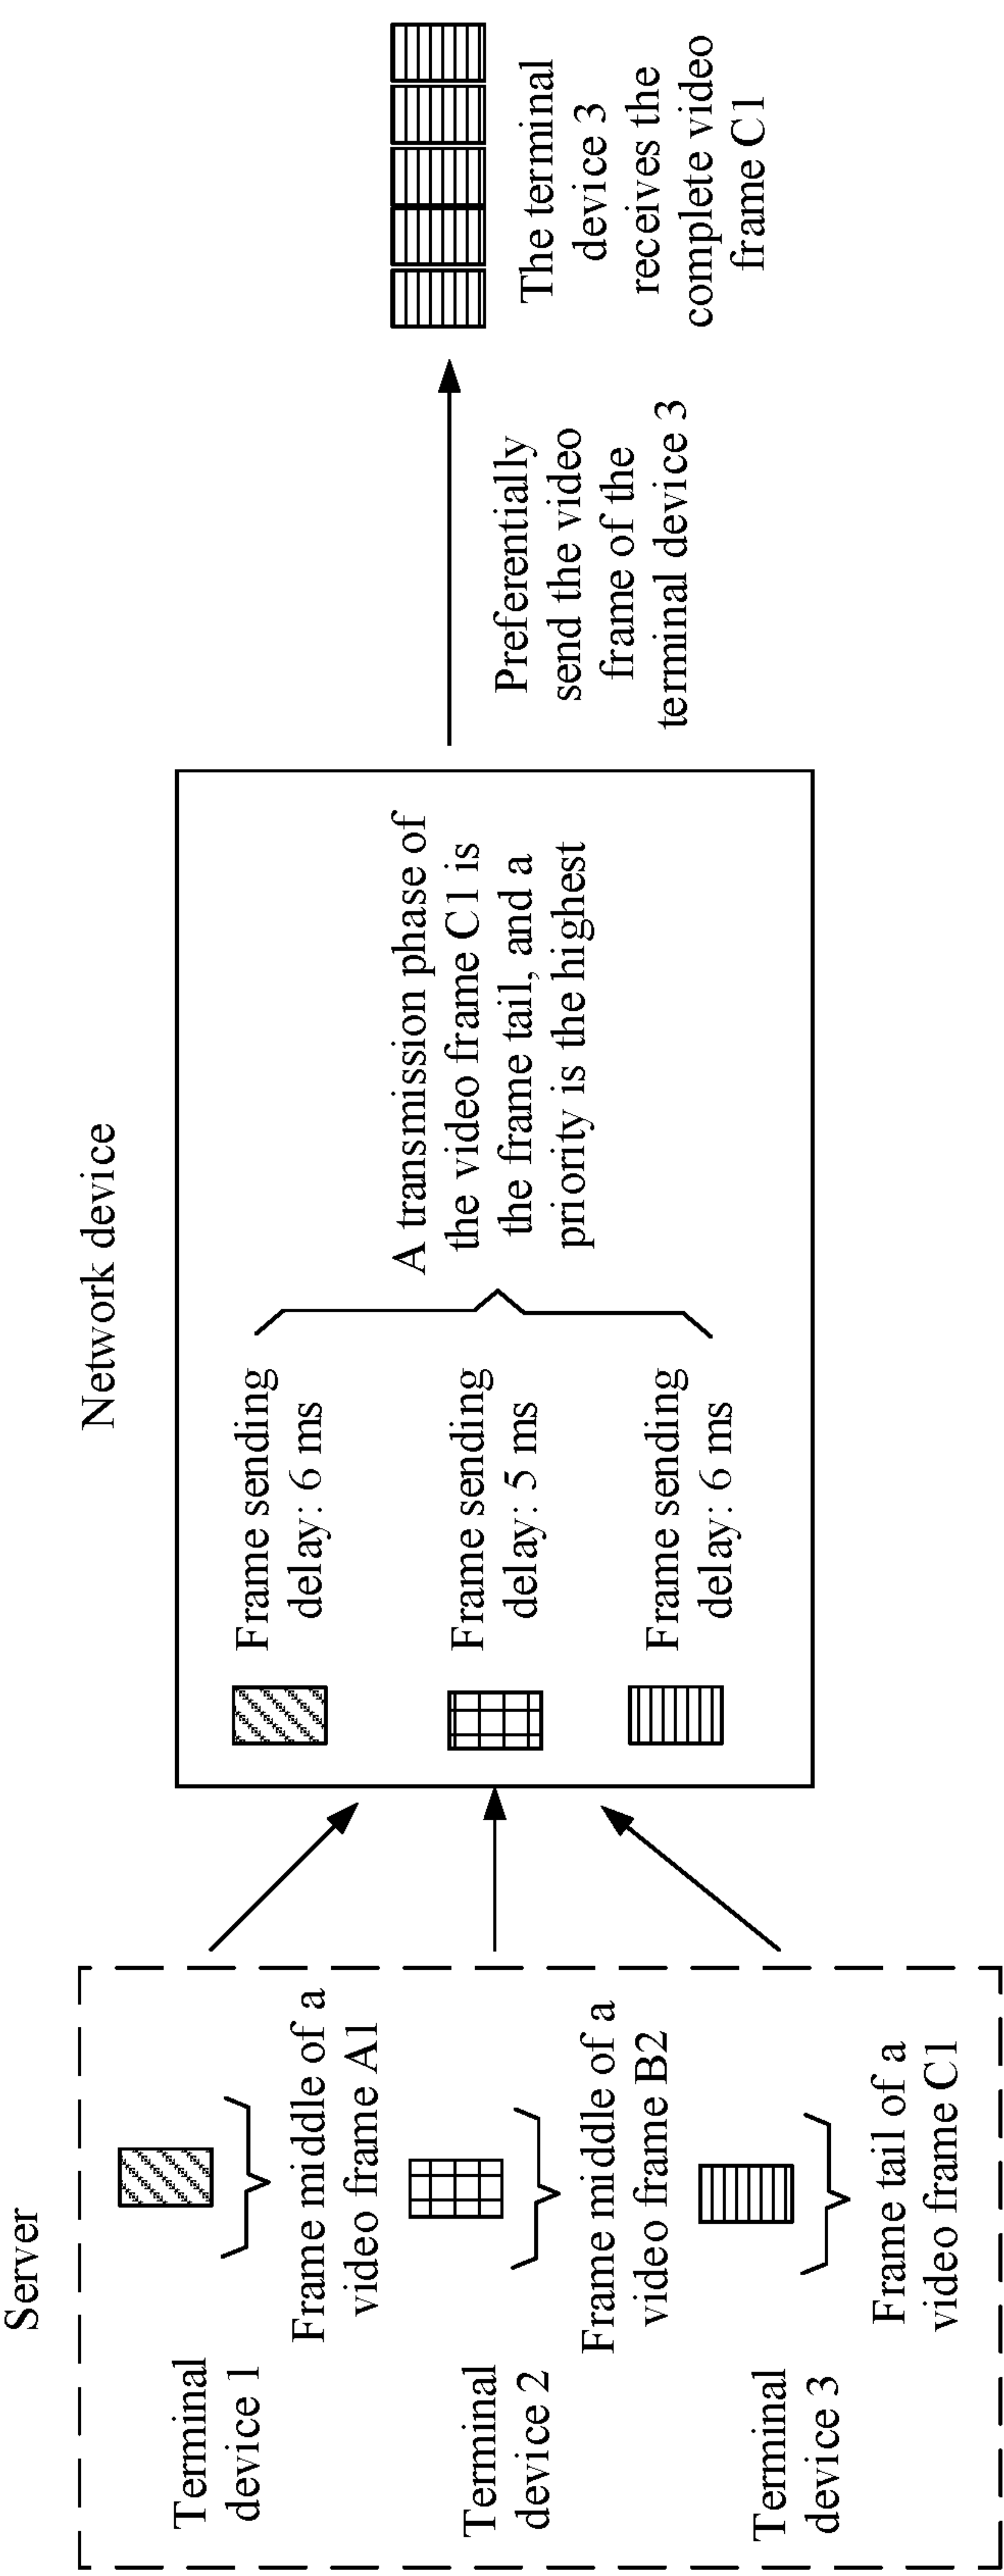 Server
Terminal
device 1
Frame middle of a
video frame A1
Terminal
device 2
Frame middle of a
video frame B2
Terminal
device 3
Frame tail of a
video frame C1
Network device
Frame sending
delay: 6 ms
Frame sending
delay: 5 ms
Frame sending
delay: 6 ms
A transmission phase of
the video frame C1 is
the frame tail, and a
priority is the highest
Preferentially
send the video
frame of the
terminal device 3
The terminal
device 3
receives the
complete video
frame C1